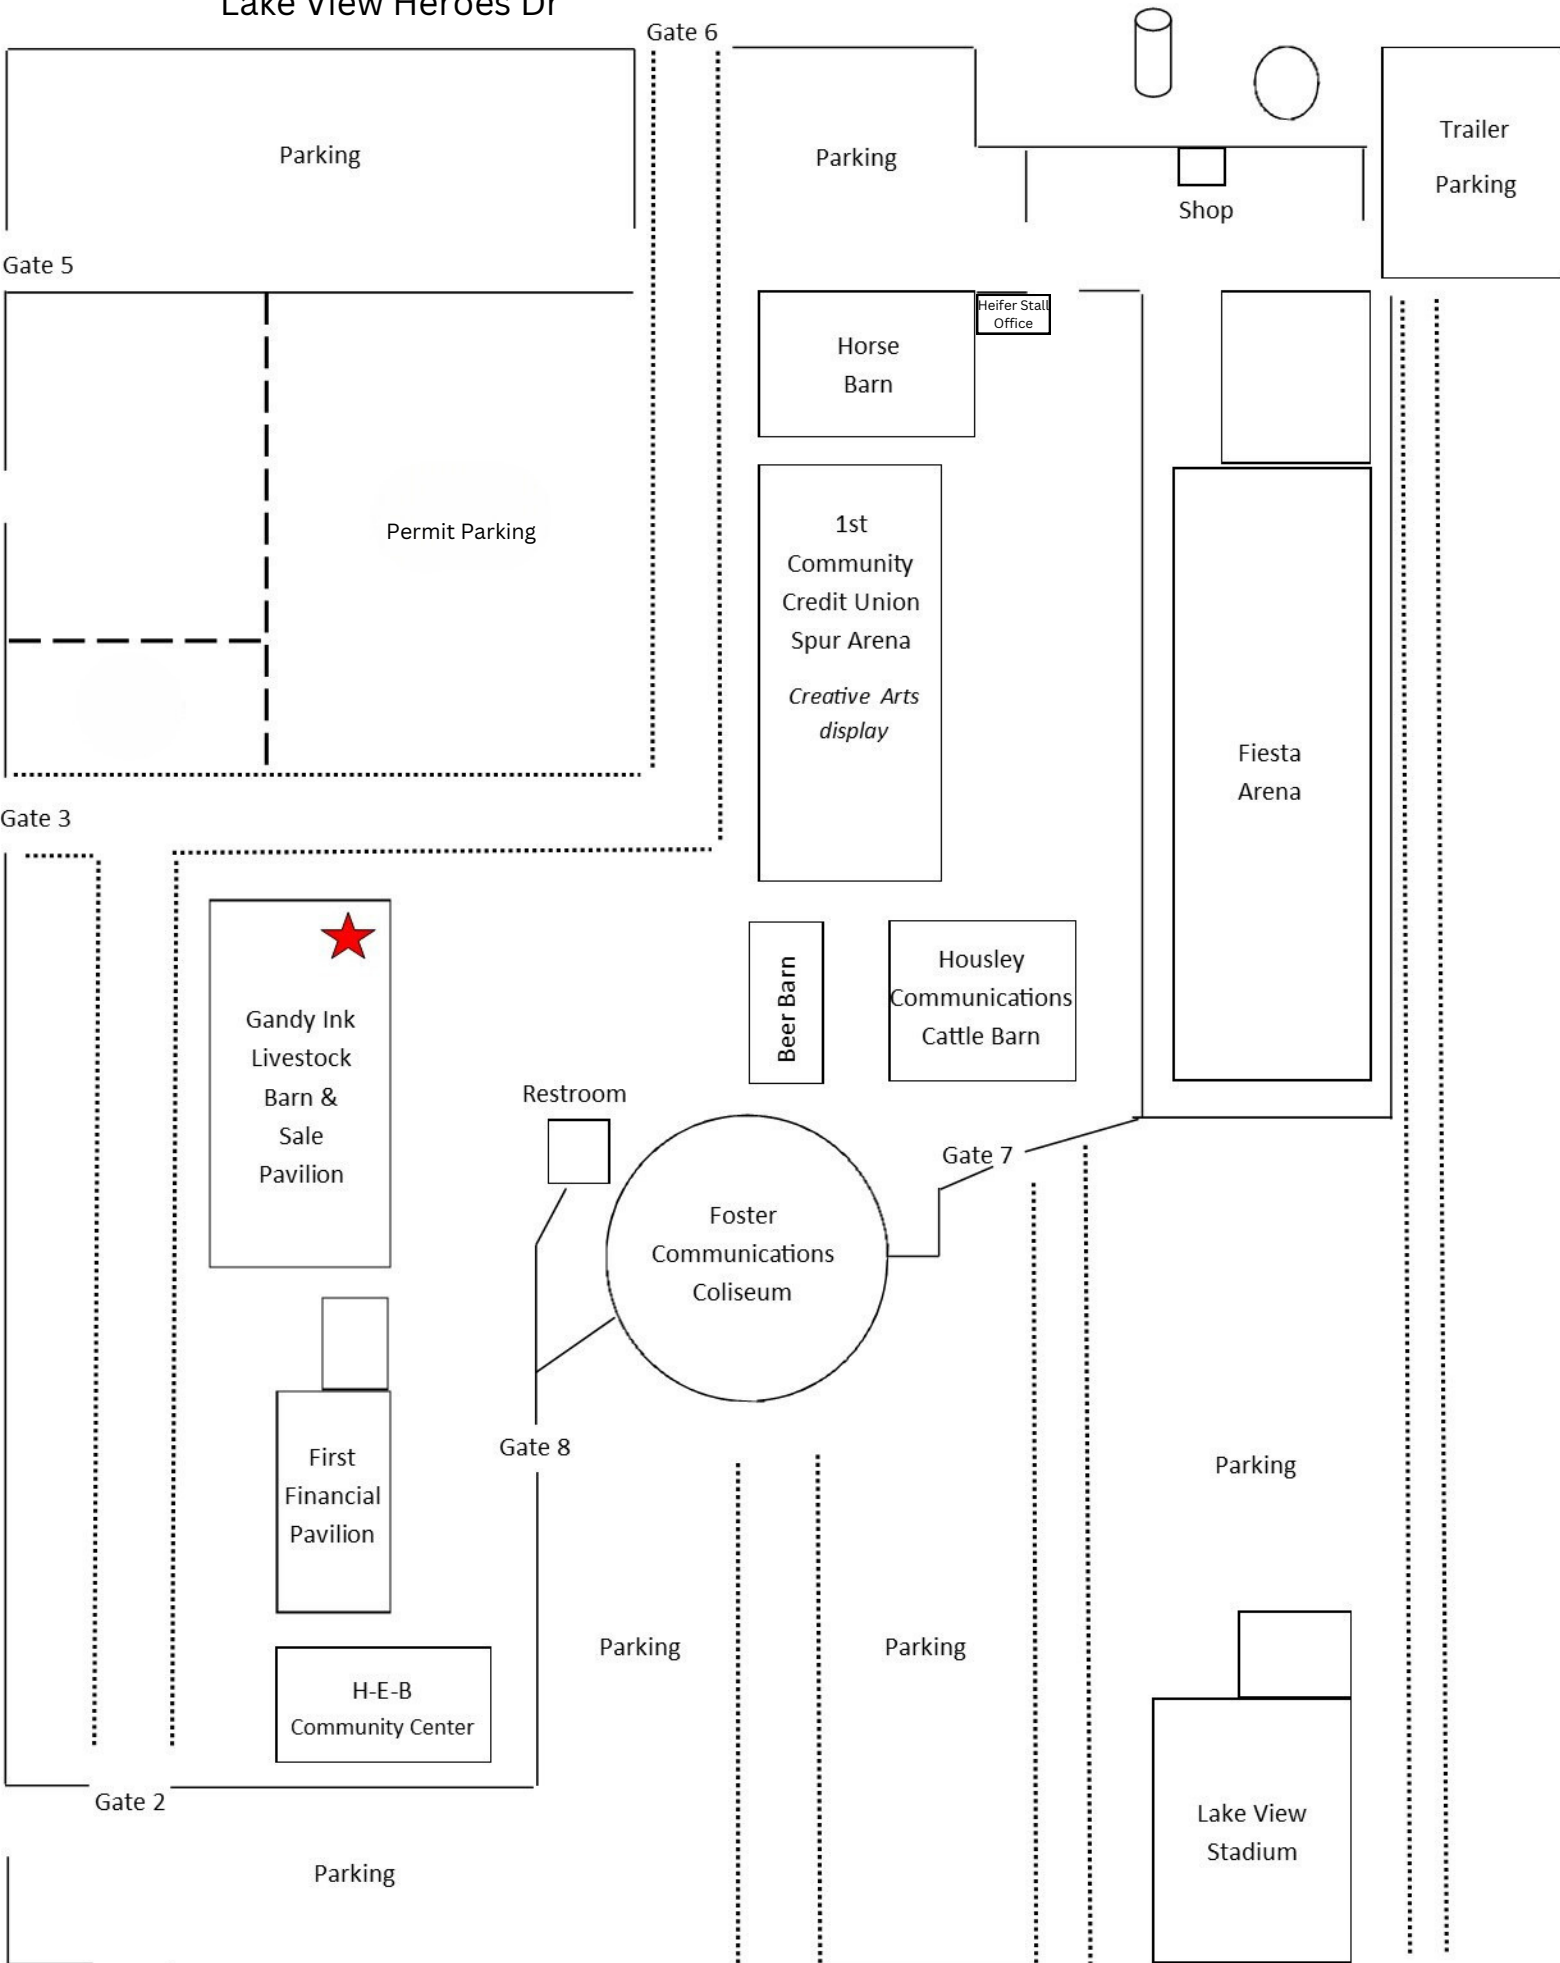 Lake View Heroes Dr
Gate 6
Parking
Parking
Trailer
Parking
Shop
Gate 5
Heifer Stall
Office
Horse
Barn
Permit Parking
1st
Community
Credit Union
Spur Arena
Creative Arts
display
Fiesta
Arena
Gate 3
Gandy Ink
Livestock
Barn &
Sale
Pavilion
Beer Barn
Housley
Communications
Cattle Barn
Restroom
Gate 7
Foster
Communications
Coliseum
Gate 8
First
Financial
Pavilion
Parking
Parking
Parking
H-E-B
Community Center
Gate 2
Lake View
Stadium
Parking